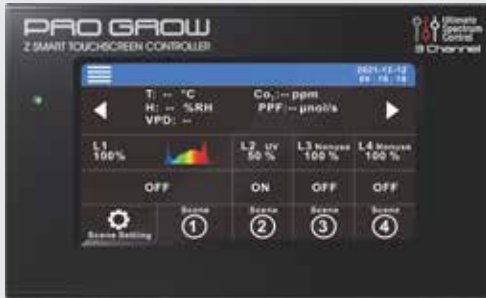 PRO GROW
Z SMART TOUCHSCREEN CONTROLLER
Ultimate
Spectrum
Control
3 Channel
2021-12-12
T: -- °C
H: -- %RH
VPD: --
Co₂:-- ppm
PPF:-- µnol/s
L1
100%
L2 UV
50 %
L3 Nonuse
100 %
L4 Nonuse
100 %
OFF
ON
OFF
OFF
Scene Setting
Scene
1
Scene
2
Scene
3
Scene
4